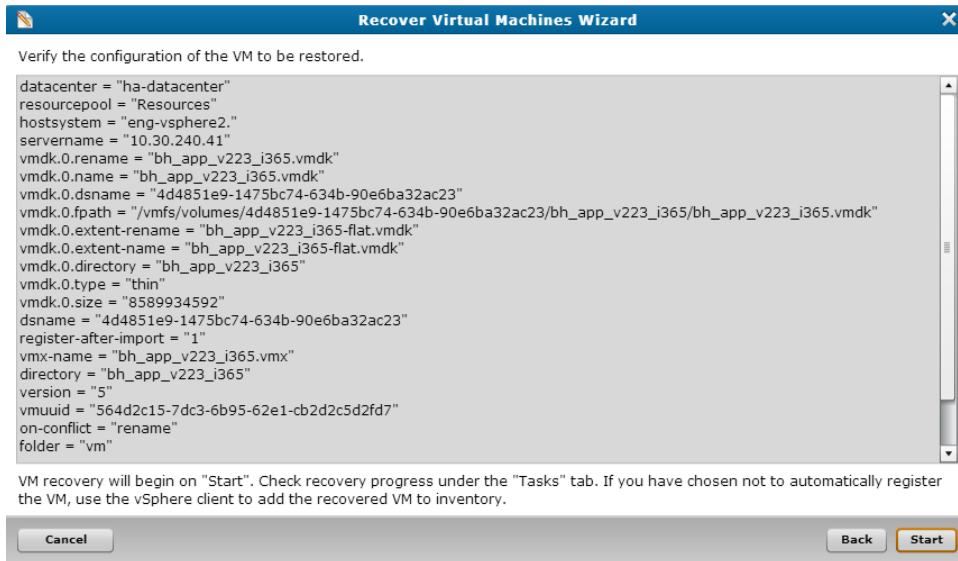 Recover Virtual Machines Wizard
Verify the configuration of the VM to be restored.
datacenter = "ha-datacenter"
resourcepool = "Resources"
hostsystem = "eng-vsphere2."
servername = "10.30.240.41"
vmdk.0.rename = "bh_app_v223_i365.vmdk"
vmdk.0.name = "bh_app_v223_i365.vmdk"
vmdk.0.dsname = "4d4851e9-1475bc74-634b-90e6ba32ac23"
vmdk.0.fpath = "/vmfs/volumes/4d4851e9-1475bc74-634b-90e6ba32ac23/bh_app_v223_i365/bh_app_v223_i365.vmdk"
vmdk.0.extent-rename = "bh_app_v223_i365-flat.vmdk"
vmdk.0.extent-name = "bh_app_v223_i365-flat.vmdk"
vmdk.0.directory = "bh_app_v223_i365"
vmdk.0.type = "thin"
vmdk.0.size = "8589934592"
dsname = "4d4851e9-1475bc74-634b-90e6ba32ac23"
register-after-import = "1"
vmx-name = "bh_app_v223_i365.vmx"
directory = "bh_app_v223_i365"
version = "5"
vmuuid = "564d2c15-7dc3-6b95-62e1-cb2d2c5d2fd7"
on-conflict = "rename"
folder = "vm"
VM recovery will begin on "Start". Check recovery progress under the "Tasks" tab. If you have chosen not to automatically register
the VM, use the vSphere client to add the recovered VM to inventory.
Cancel
Back
Start